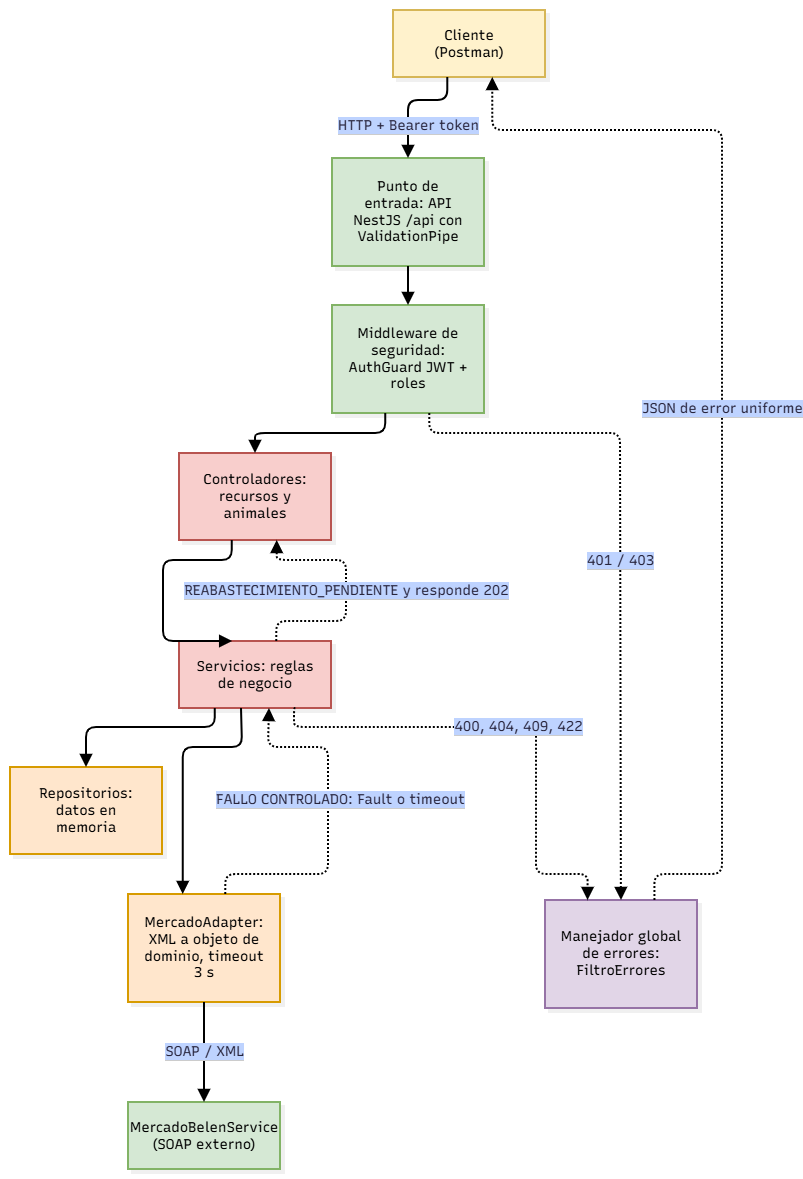 Cliente
(Postman)
HTTP + Bearer token
Punto de
entrada: API
NestJS /api con
ValidationPipe
Middleware de
seguridad:
AuthGuard JWT +
roles
JSON de error uniforme
Controladores:
recursos y
animales
401 / 403
REABASTECIMIENTO_PENDIENTE y responde 202
Servicios: reglas
de negocio
400, 404, 409, 422
Repositorios:
datos en
memoria
FALLO CONTROLADO: Fault o timeout
MercadoAdapter:
XML a objeto de
dominio, timeout
3 s
Manejador global
de errores:
FiltroErrores
SOAP / XML
MercadoBelenService
(SOAP externo)